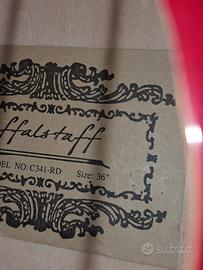 ffalstaff
DEL NO: C341-RD Size: 36"
subito